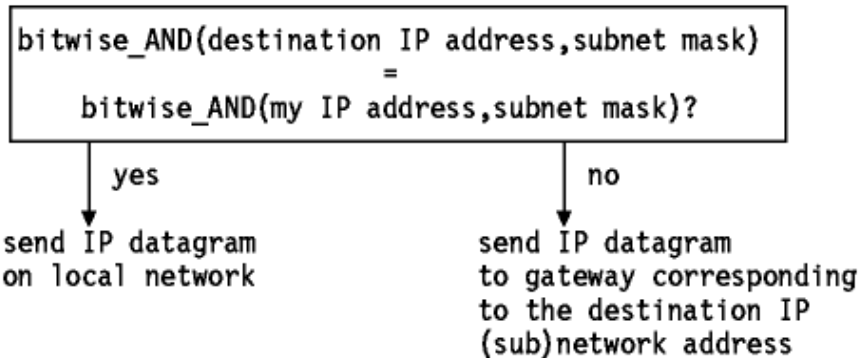 bitwise_AND(destination IP address,subnet mask)
=
bitwise_AND(my IP address,subnet mask)?
yes
no
send IP datagram
on local network
send IP datagram
to gateway corresponding
to the destination IP
(sub)network address